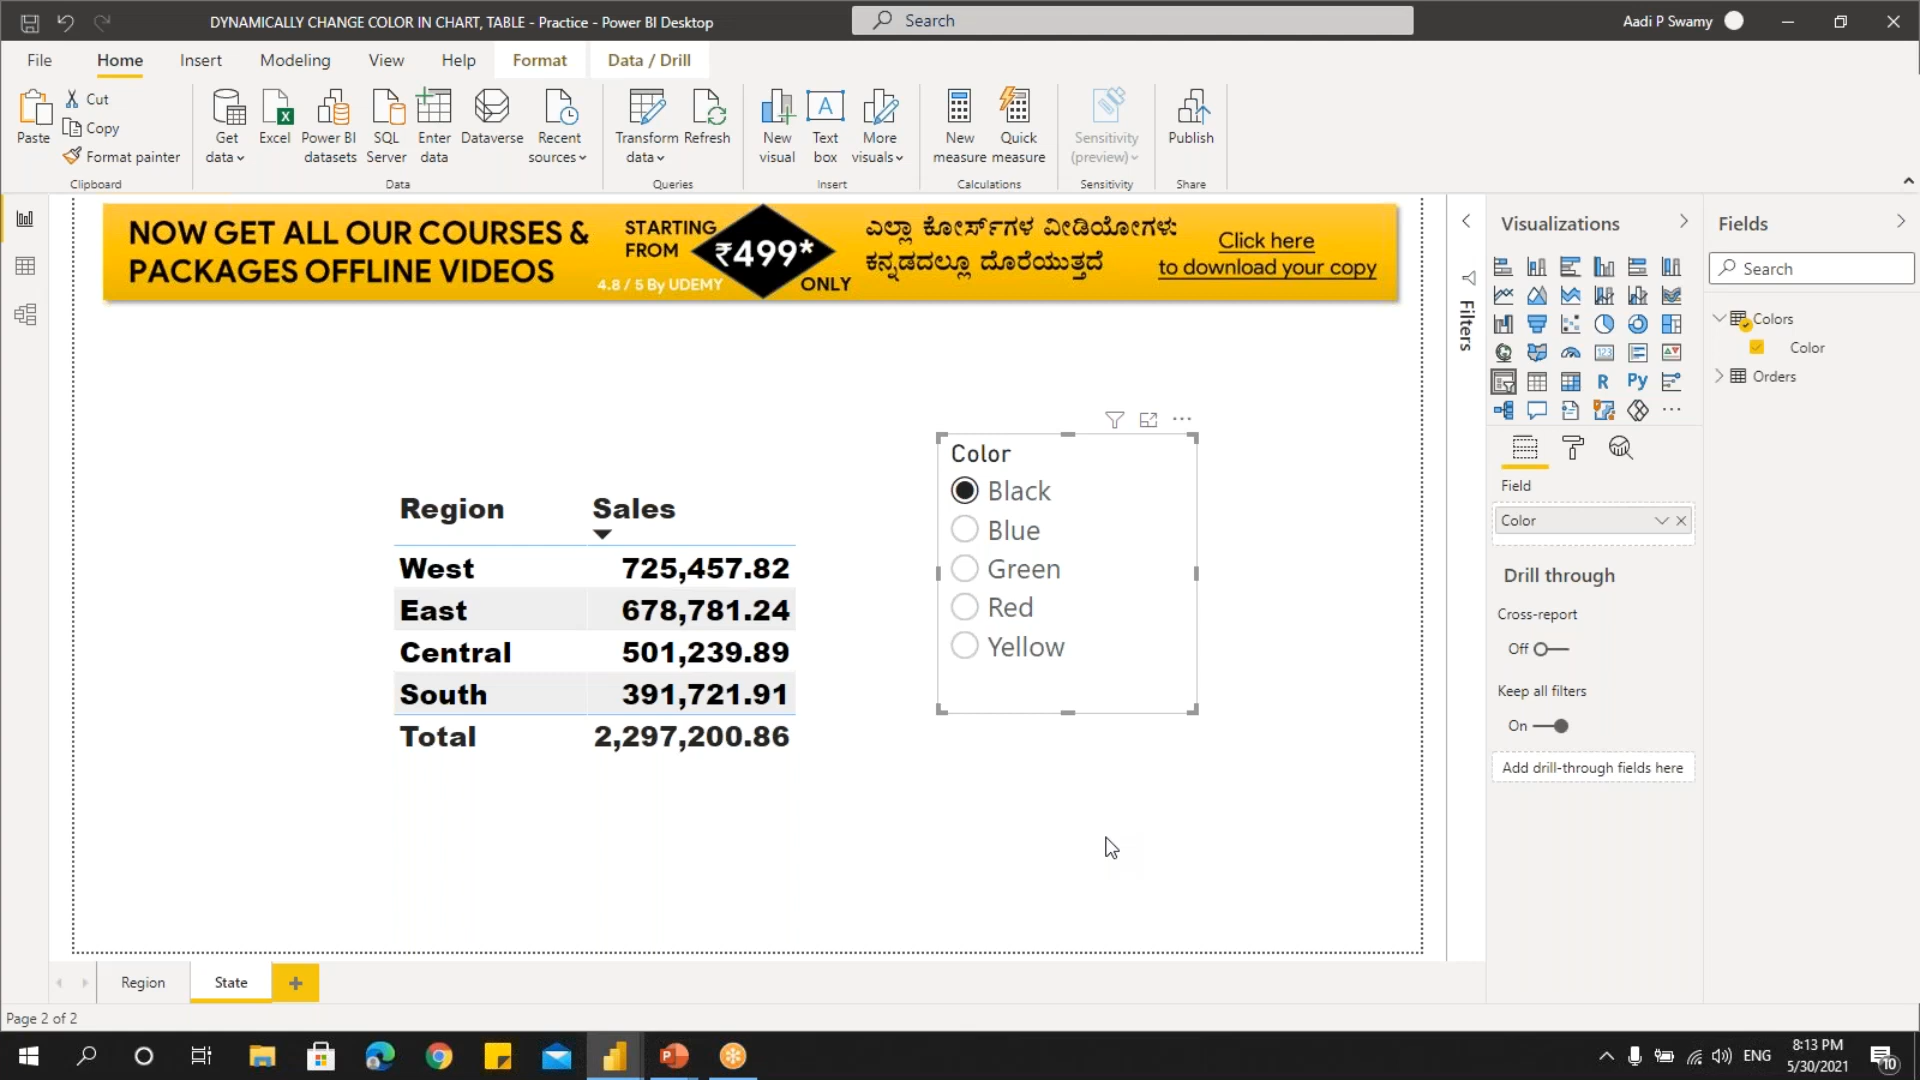 DYNAMICALLY CHANGE COLOR IN CHART, TABLE - Practice - Power BI Desktop
Search
Aadi P Swamy
File
Home
Insert
Modeling
View
Help
Format
Data / Drill
Paste
Cut
Copy
Format painter
Clipboard
Get data
Excel
Power BI datasets
SQL Server
Enter data
Dataverse
Recent sources
Data
Transform data
Refresh
Queries
New visual
Text box
More visuals
Insert
New measure
Quick measure
Calculations
Sensitivity (preview)
Sensitivity
Publish
Share
NOW GET ALL OUR COURSES &
PACKAGES OFFLINE VIDEOS
STARTING
FROM
4.8 / 5 By UDEMY
₹499*
ONLY
ಎಲ್ಲಾ ಕೋರ್ಸ್‌ಗಳ ವೀಡಿಯೋಗಳು
ಕನ್ನಡದಲ್ಲೂ ದೊರೆಯುತ್ತದೆ
Click here
to download your copy
Region Sales
West 725,457.82
East 678,781.24
Central 501,239.89
South 391,721.91
Total 2,297,200.86
Color
Black
Blue
Green
Red
Yellow
Filters
Visualizations
R
Py
123
Field
Color
Drill through
Cross-report
Off
Keep all filters
On
Add drill-through fields here
Fields
Search
Colors
Color
Orders
Region
State
Page 2 of 2
ENG
8:13 PM
5/30/2021
10